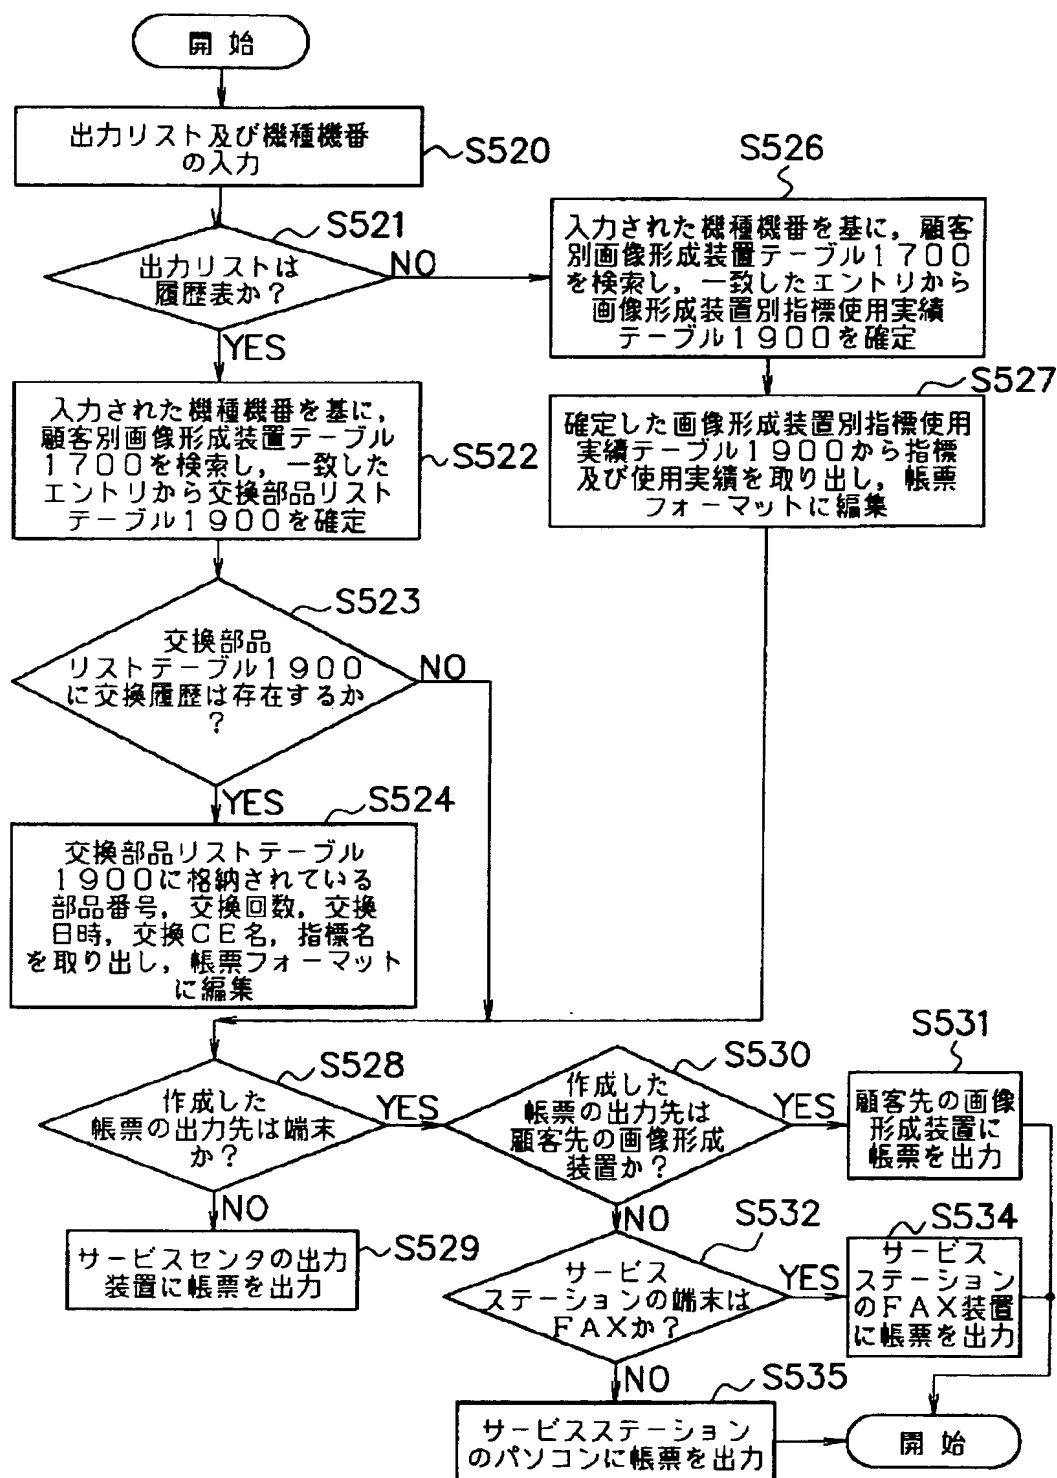 開始
出力リスト及び機種機番
の入力
S520
S521
出力リストは
履歴表か?
NO
YES
S526
入力された機種機番を基に，顧客
別画像形成装置テーブル1700
を検索し，一致したエントリから
画像形成装置別指標使用実績
テーブル1900を確定
S527
確定した画像形成装置別指標使用
実績テーブル1900から指標
及び使用実績を取り出し，帳票
フォーマットに編集
入力された機種機番を基に，
顧客別画像形成装置テーブル
1700を検索し，一致した
エントリから交換部品リスト
テーブル1900を確定
S522
S523
交換部品
リストテーブル1900
に交換履歴は存在するか
?
NO
YES
S524
交換部品リストテーブル
1900に格納されている
部品番号，交換回数，交換
日時，交換CE名，指標名
を取り出し，帳票フォーマット
に編集
S528
作成した
帳票の出力先は端末
か?
YES
NO
S529
サービスセンタの出力
装置に帳票を出力
S530
作成した
帳票の出力先は
顧客先の画像形成
装置か?
YES
NO
S531
顧客先の画像
形成装置に
帳票を出力
S532
サービス
ステーションの端末は
FAXか?
YES
NO
S534
サービス
ステーション
のFAX装置
に帳票を出力
S535
サービスステーション
のパソコンに帳票を出力
開始